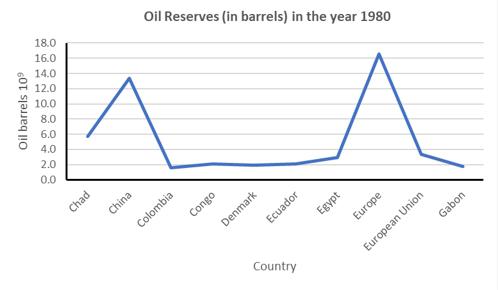 Oil Reserves (in barrels) in the year 1980
18.0
16.0
14.0
12.0
10.0
8.0
6.0
4.0
2.0
0.0
Oil barrels 10⁹
Chad
China
Colombia
Congo
Denmark
Ecuador
Egypt
Europe
European Union
Gabon
Country